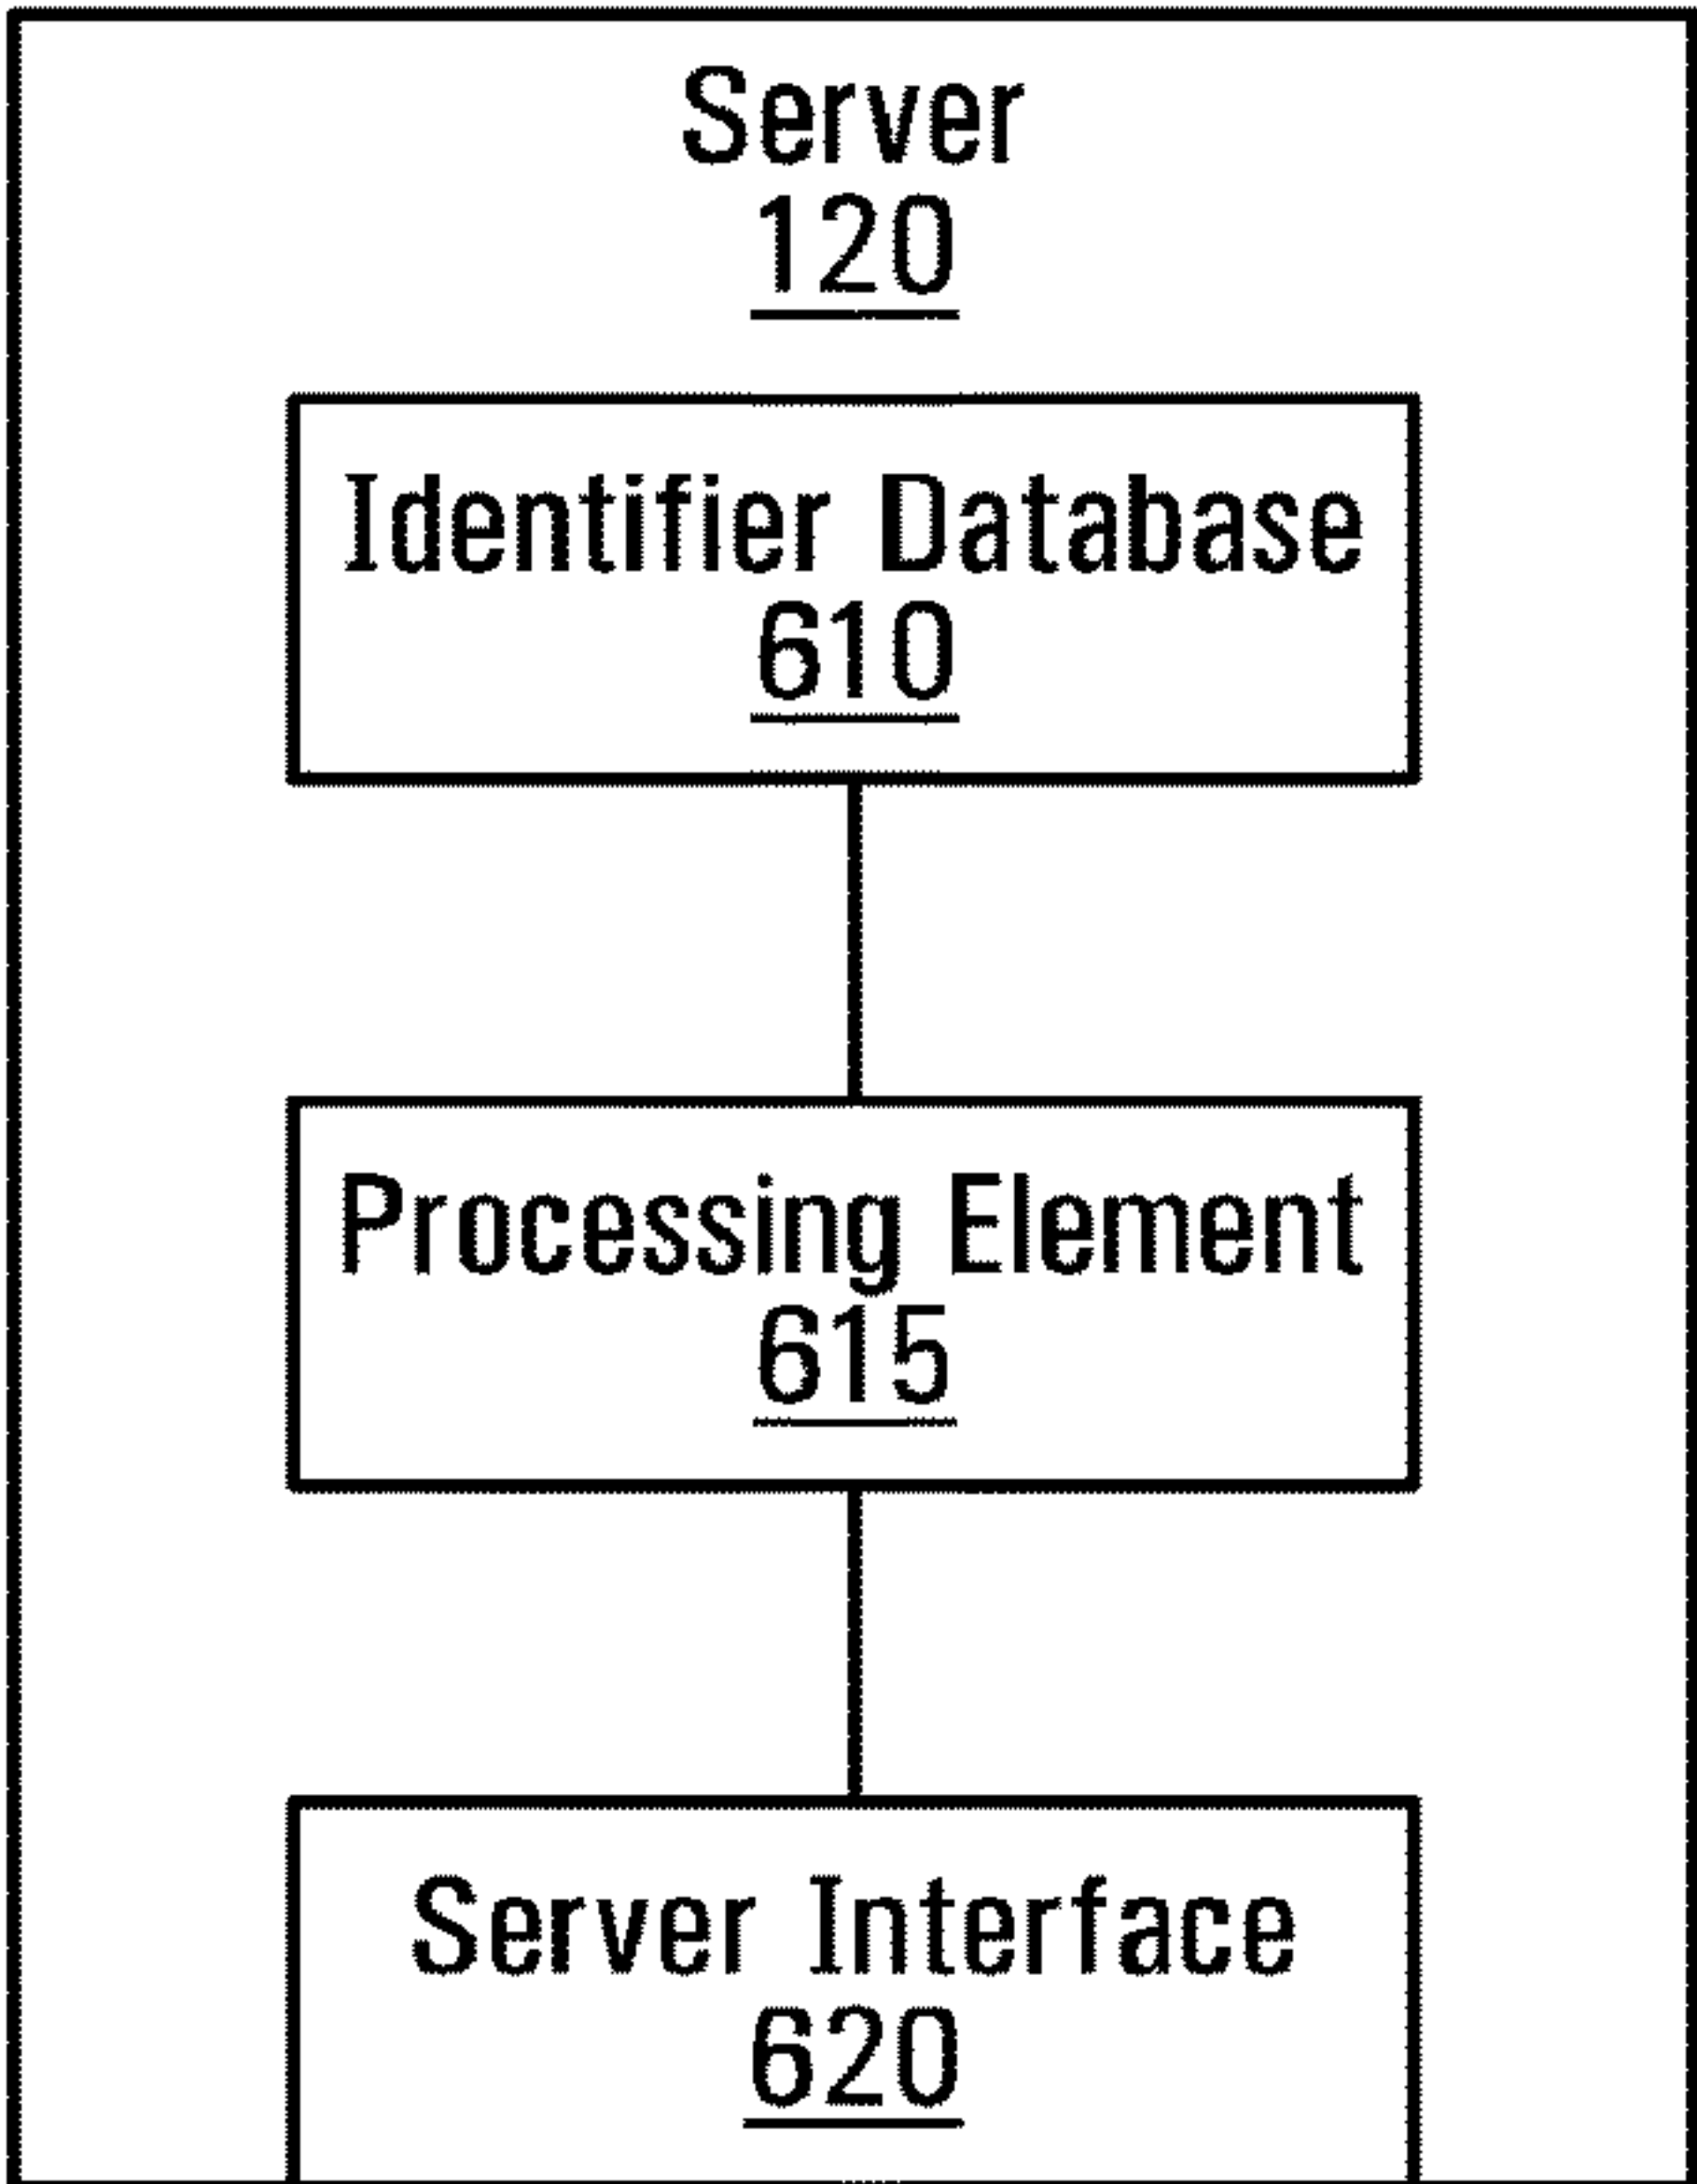 Server
120
Identifier Database
610
Processing Element
615
Server Interface
620